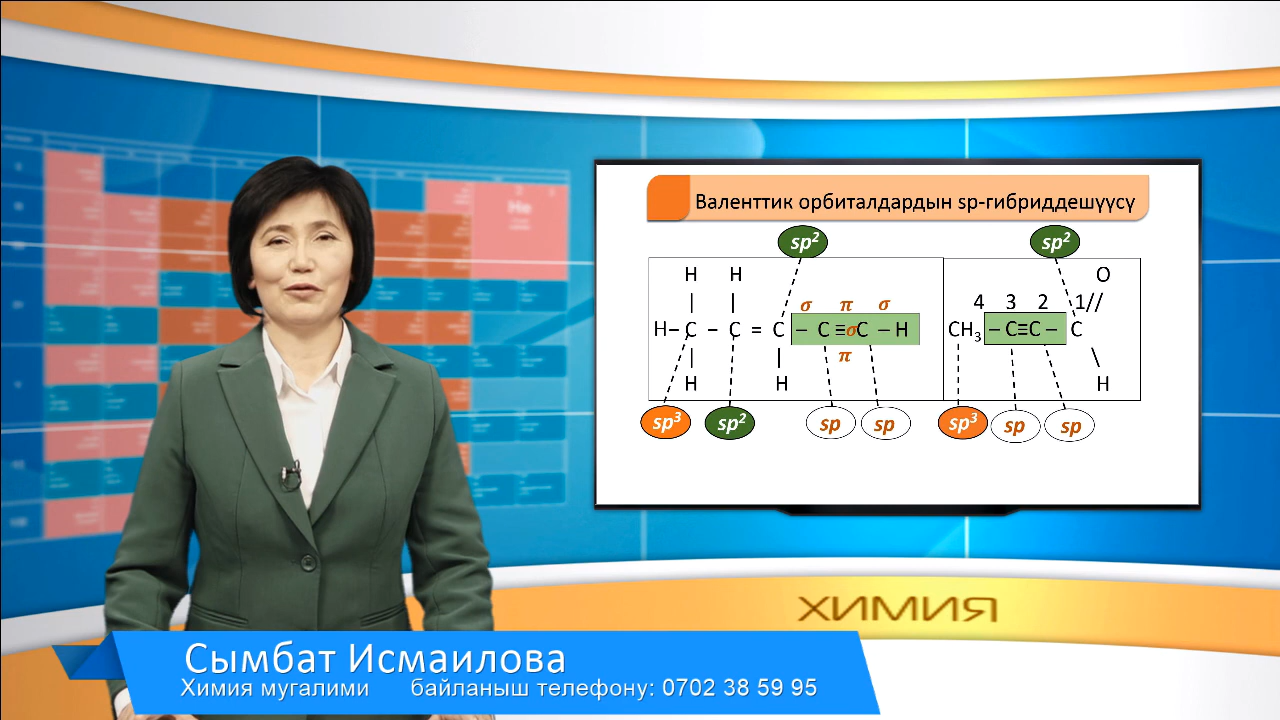 He
Валенттик орбиталдардын sp-гибриддешүүсү
sp² sp²
H H O
| | σ π σ 4 3 2 1//
H– C – C = C – C ≡σC – H CH₃ – C≡C – C
| | π \
H H H
sp³ sp² sp sp sp³ sp sp
ХИМИЯ
Сымбат Исмаилова
Химия мугалими байланыш телефону: 0702 38 59 95